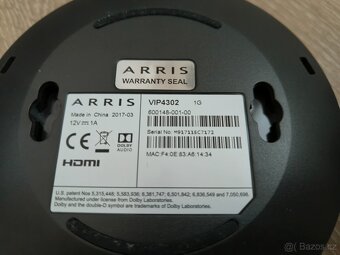 ARRIS
WARRANTY SEAL
ARRIS
VIP4302 1G
Made in China 2017-03
600148-001-00
12V 1A
Serial No: M91711EC7172
DOLBY
AUDIO
HDMI
MAC:F4:0E:83:A6:14:34
U.S. patent Nos 5,315,448; 5,583,936; 6,381,747; 6,501,842; 6,836,549 and 7,050,698.
Manufactured under license from Dolby Laboratories.
Dolby and the double-D symbol are trademarks of Dolby Laboratories.
Sbazar.cz